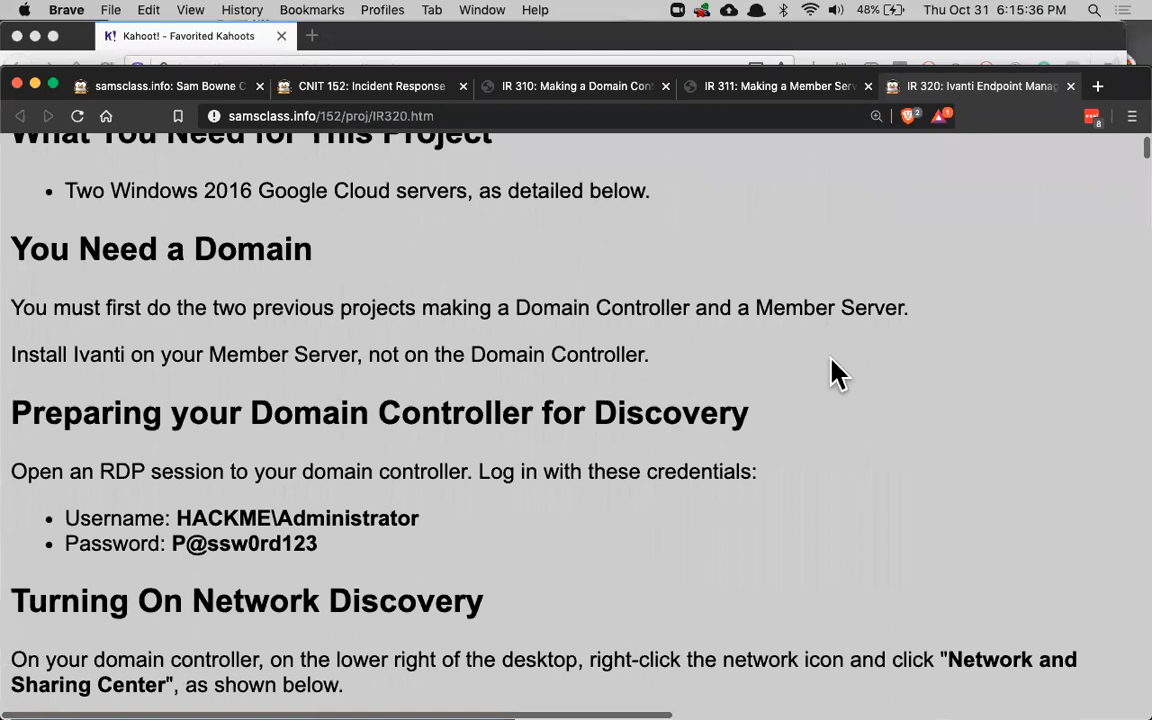 Brave File Edit View History Bookmarks Profiles Tab Window Help 48% Thu Oct 31 6:15:36 PM
K! Kahoot! - Favorited Kahoots
samsclass.info: Sam Bowne C CNIT 152: Incident Response IR 310: Making a Domain Con IR 311: Making a Member Serv IR 320: Ivanti Endpoint Manag
samsclass.info/152/proj/IR320.htm 2 1 8
What You Need for This Project
• Two Windows 2016 Google Cloud servers, as detailed below.
You Need a Domain
You must first do the two previous projects making a Domain Controller and a Member Server.
Install Ivanti on your Member Server, not on the Domain Controller.
Preparing your Domain Controller for Discovery
Open an RDP session to your domain controller. Log in with these credentials:
• Username: HACKME\Administrator
• Password: P@ssw0rd123
Turning On Network Discovery
On your domain controller, on the lower right of the desktop, right-click the network icon and click "Network and
Sharing Center", as shown below.